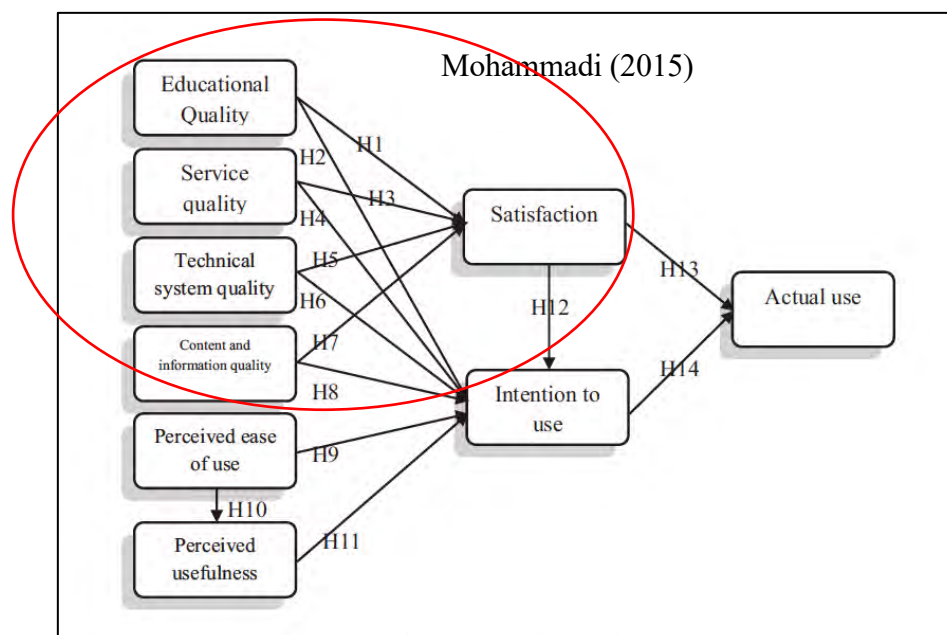 Mohammadi (2015)
Educational
Quality
H1
H2
Service
quality
H3
H4
Satisfaction
Technical
system quality
H5
H6
H13
Actual use
H12
Content and
information quality
H7
H8
H14
Intention to
use
Perceived ease
of use
H9
H10
Perceived
usefulness
H11